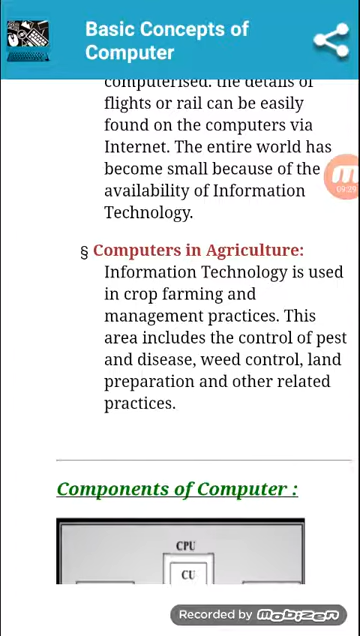 Basic Concepts of
Computer
computerised. the details of
flights or rail can be easily
found on the computers via
Internet. The entire world has
become small because of the
availability of Information
Technology.
09:29
§ Computers in Agriculture:
Information Technology is used
in crop farming and
management practices. This
area includes the control of pest
and disease, weed control, land
preparation and other related
practices.
Components of Computer :
CPU
CU
Recorded by mobizen